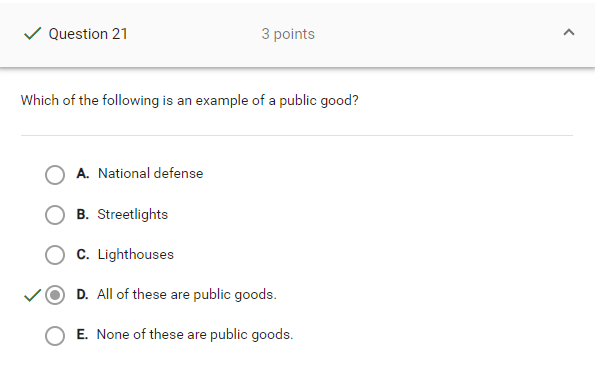 Question 21 3 points
Which of the following is an example of a public good?
A. National defense
B. Streetlights
C. Lighthouses
D. All of these are public goods.
E. None of these are public goods.